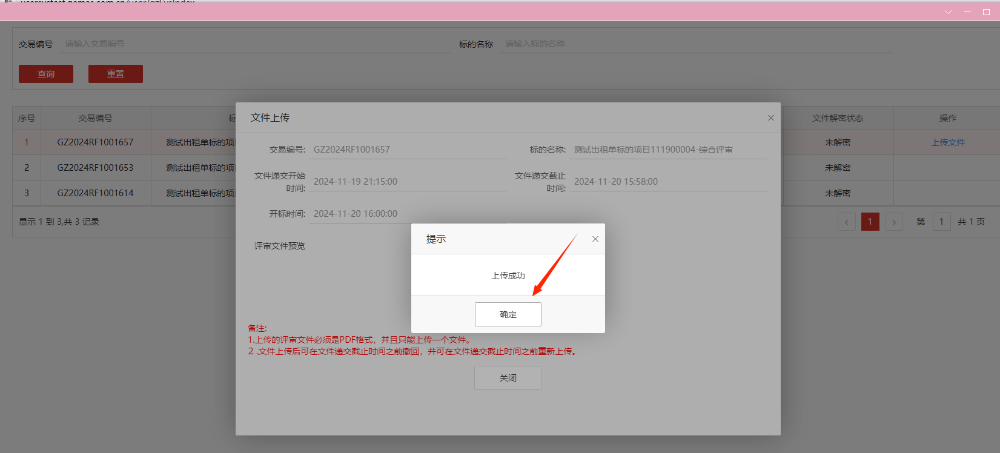 usersystest.gemas.com.cn/user/gzSysIndex
交易编号 请输入交易编号 标的名称 请输入标的名称
查询 重置
序号 交易编号 标 文件解密状态 操作
1 GZ2024RF1001657 测试出租单标的项 未解密 上传文件
2 GZ2024RF1001653 测试出租单标的项 未解密
3 GZ2024RF1001614 测试出租单标的项 未解密
显示 1 到 3,共 3 记录 < 1 > 第 1 共 1 页
文件上传 ×
交易编号: GZ2024RF1001657 标的名称: 测试出租单标的项目111900004-综合评审
文件递交开始时间: 2024-11-19 21:15:00 文件递交截止时间: 2024-11-20 15:58:00
开标时间: 2024-11-20 16:00:00
评审文件预览
提示 ×
上传成功
确定
备注:
1.上传的评审文件必须是PDF格式，并且只能上传一个文件。
2 .文件上传后可在文件递交截止时间之前撤回，并可在文件递交截止时间之前重新上传。
关闭